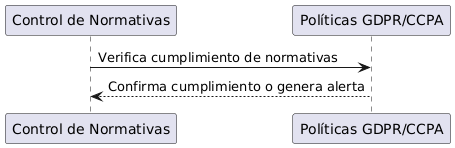 Control de Normativas
Políticas GDPR/CCPA
Verifica cumplimiento de normativas
Confirma cumplimiento o genera alerta
Control de Normativas
Políticas GDPR/CCPA